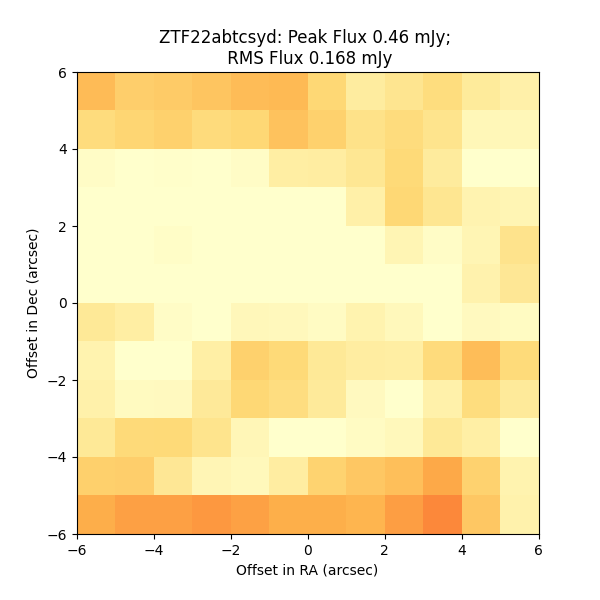 ZTF22abtcsyd: Peak Flux 0.46 mJy;
RMS Flux 0.168 mJy
6
4
2
0
−2
−4
−6
Offset in Dec (arcsec)
−6 −4 −2 0 2 4 6
Offset in RA (arcsec)